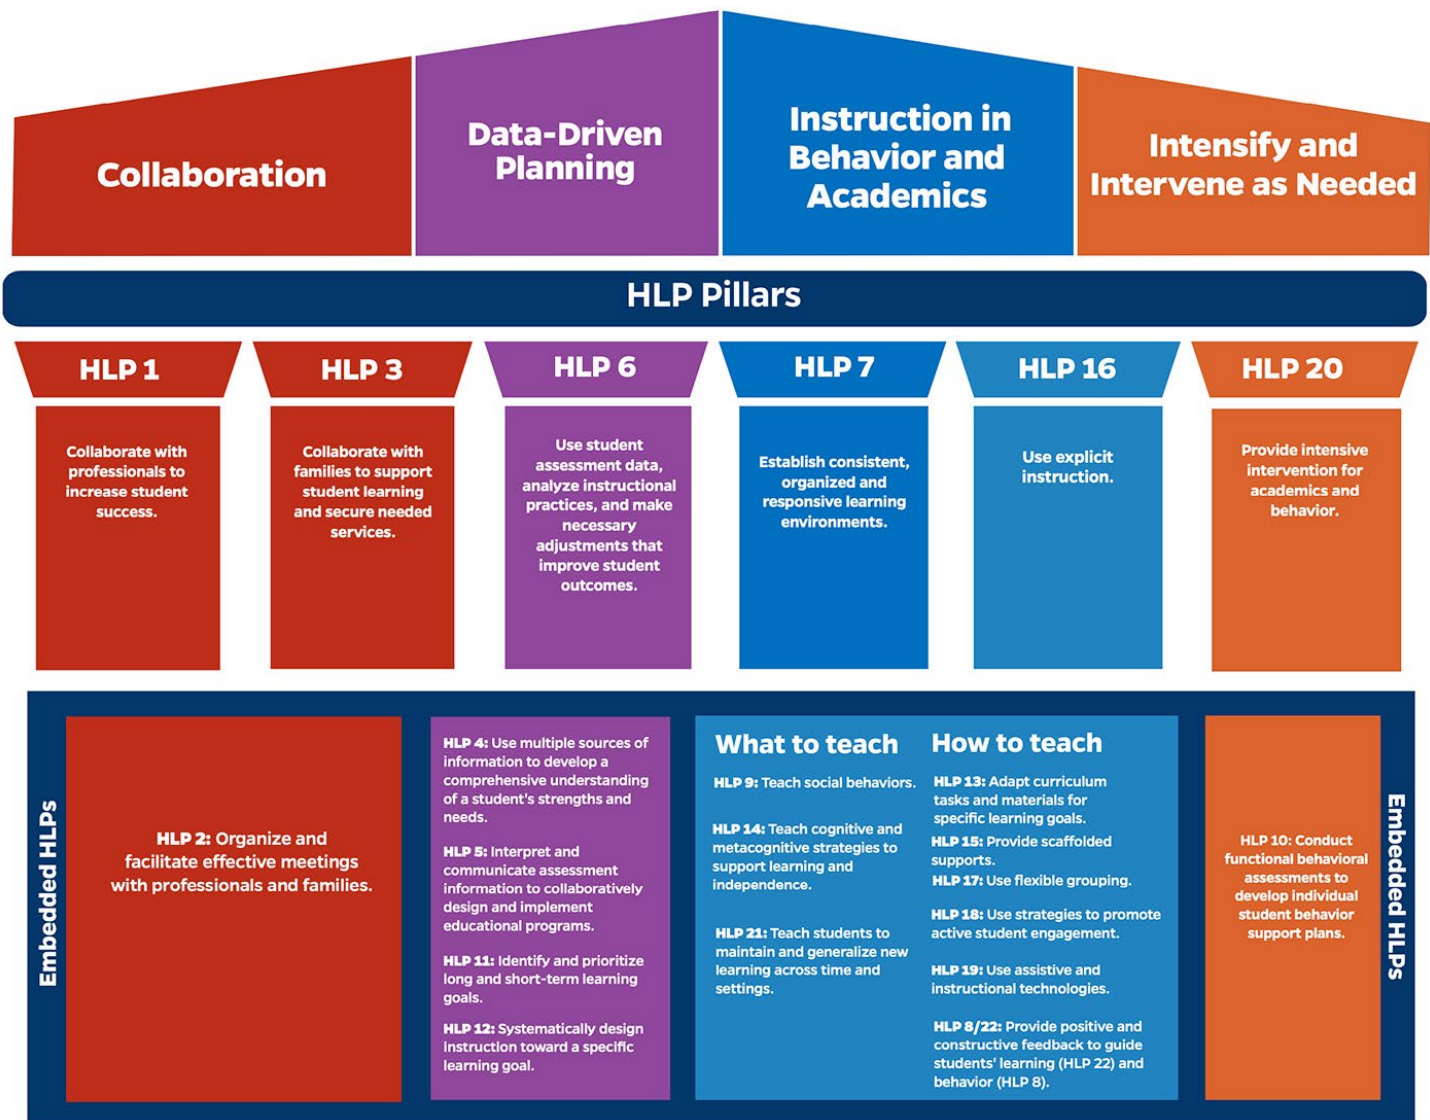 Collaboration
Data-Driven
Planning
Instruction in
Behavior and
Academics
Intensify and
Intervene as Needed
HLP Pillars
HLP 1
Collaborate with
professionals to
increase student
success.
HLP 3
Collaborate with
families to support
student learning
and secure needed
services.
HLP 6
Use student
assessment data,
analyze instructional
practices, and make
necessary
adjustments that
improve student
outcomes.
HLP 7
Establish consistent,
organized and
responsive learning
environments.
HLP 16
Use explicit
instruction.
HLP 20
Provide intensive
intervention for
academics and
behavior.
Embedded HLPs
HLP 2: Organize and
facilitate effective meetings
with professionals and families.
HLP 4: Use multiple sources of
information to develop a
comprehensive understanding
of a student's strengths and
needs.
HLP 5: Interpret and
communicate assessment
information to collaboratively
design and implement
educational programs.
HLP 11: Identify and prioritize
long and short-term learning
goals.
HLP 12: Systematically design
instruction toward a specific
learning goal.
What to teach
HLP 9: Teach social behaviors.
HLP 14: Teach cognitive and
metacognitive strategies to
support learning and
independence.
HLP 21: Teach students to
maintain and generalize new
learning across time and
settings.
How to teach
HLP 13: Adapt curriculum
tasks and materials for
specific learning goals.
HLP 15: Provide scaffolded
supports.
HLP 17: Use flexible grouping.
HLP 18: Use strategies to promote
active student engagement.
HLP 19: Use assistive and
instructional technologies.
HLP 8/22: Provide positive and
constructive feedback to guide
students' learning (HLP 22) and
behavior (HLP 8).
HLP 10: Conduct
functional behavioral
assessments to
develop individual
student behavior
support plans.
Embedded HLPs